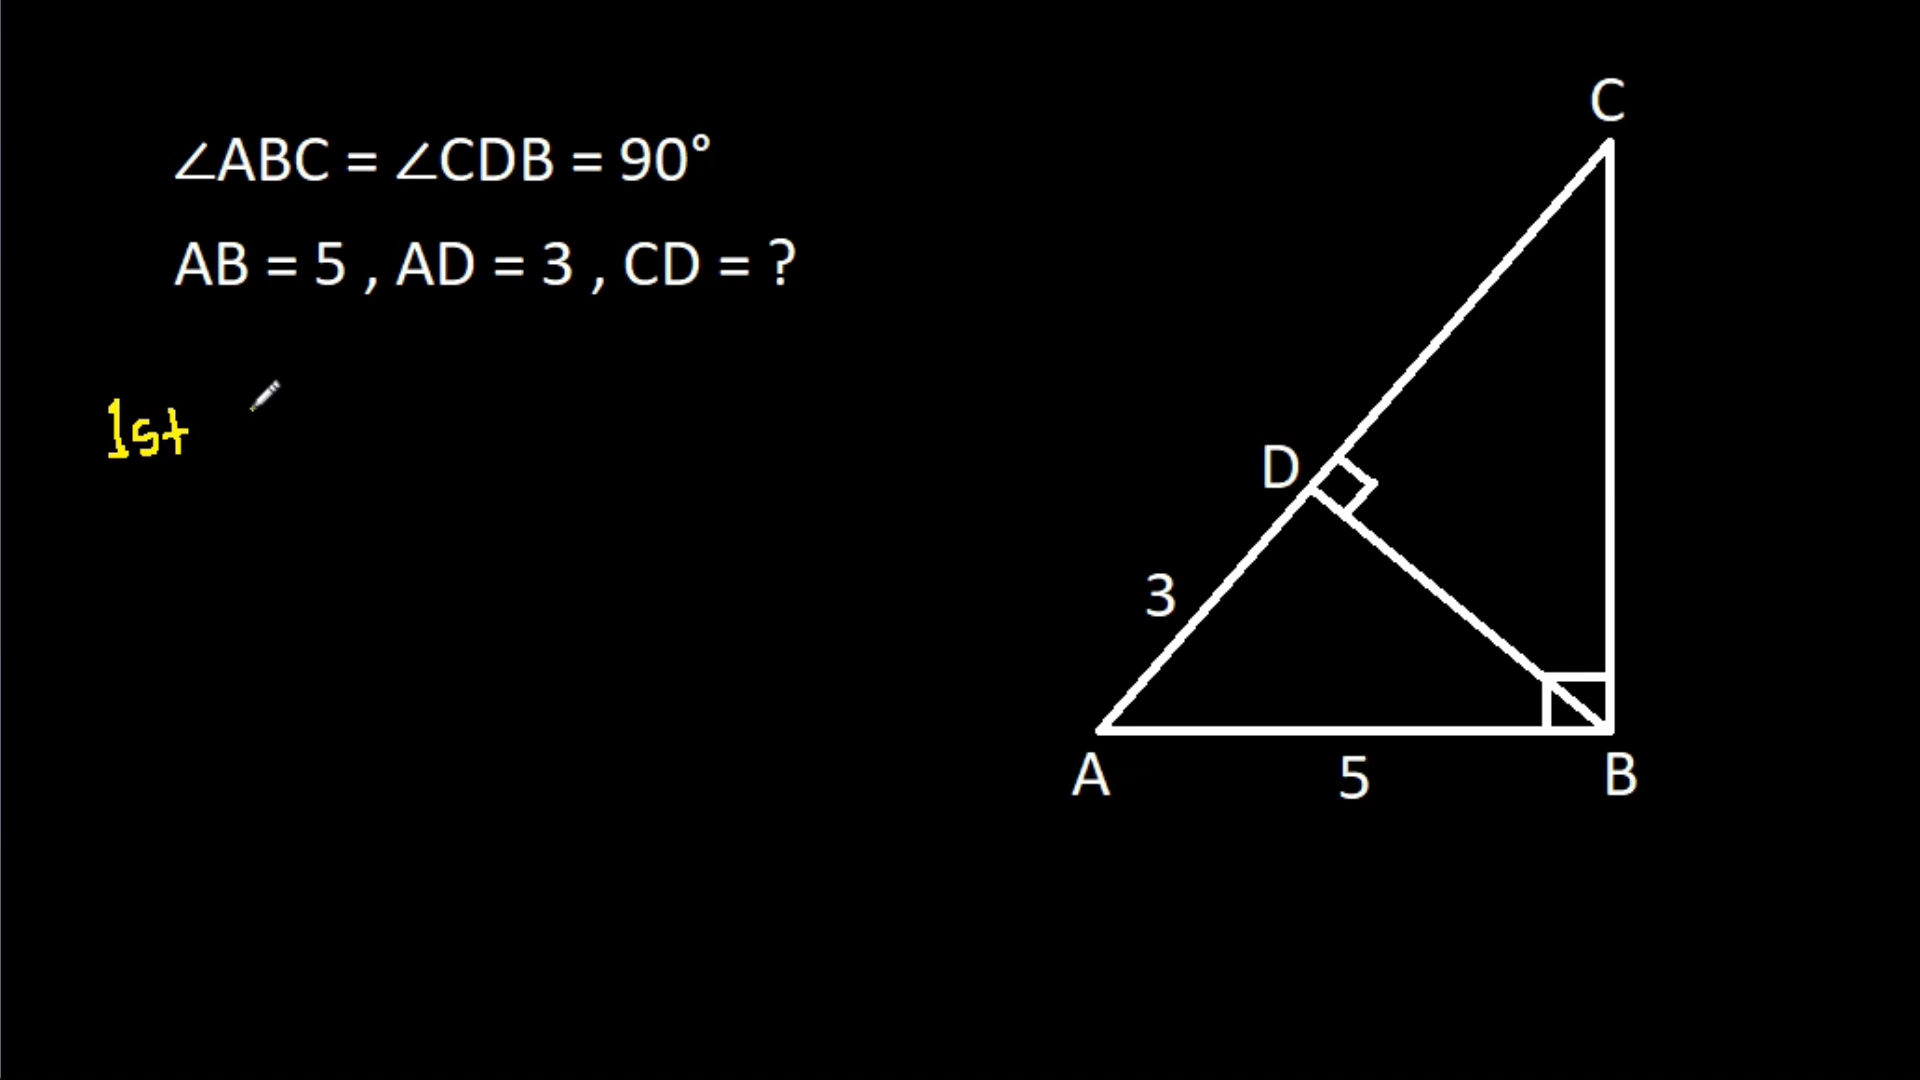 ∠ABC = ∠CDB = 90°
AB = 5 , AD = 3 , CD = ?
1st
C
D
3
A
5
B